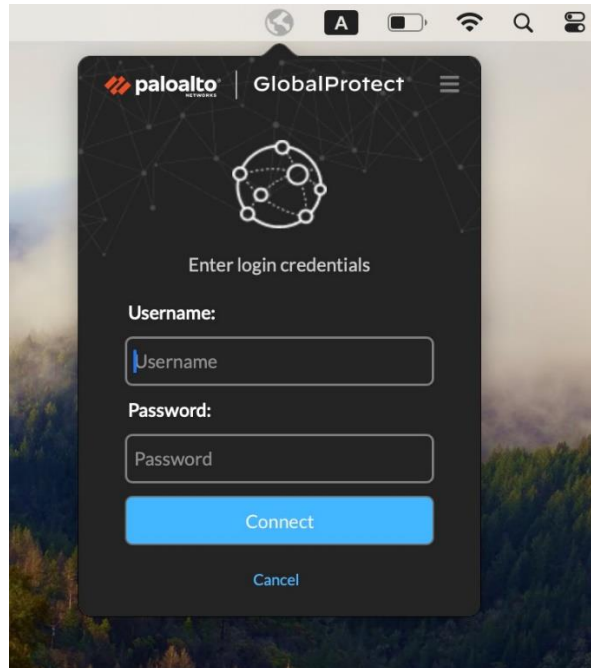 A
paloalto NETWORKS | GlobalProtect
Enter login credentials
Username:
Username
Password:
Password
Connect
Cancel